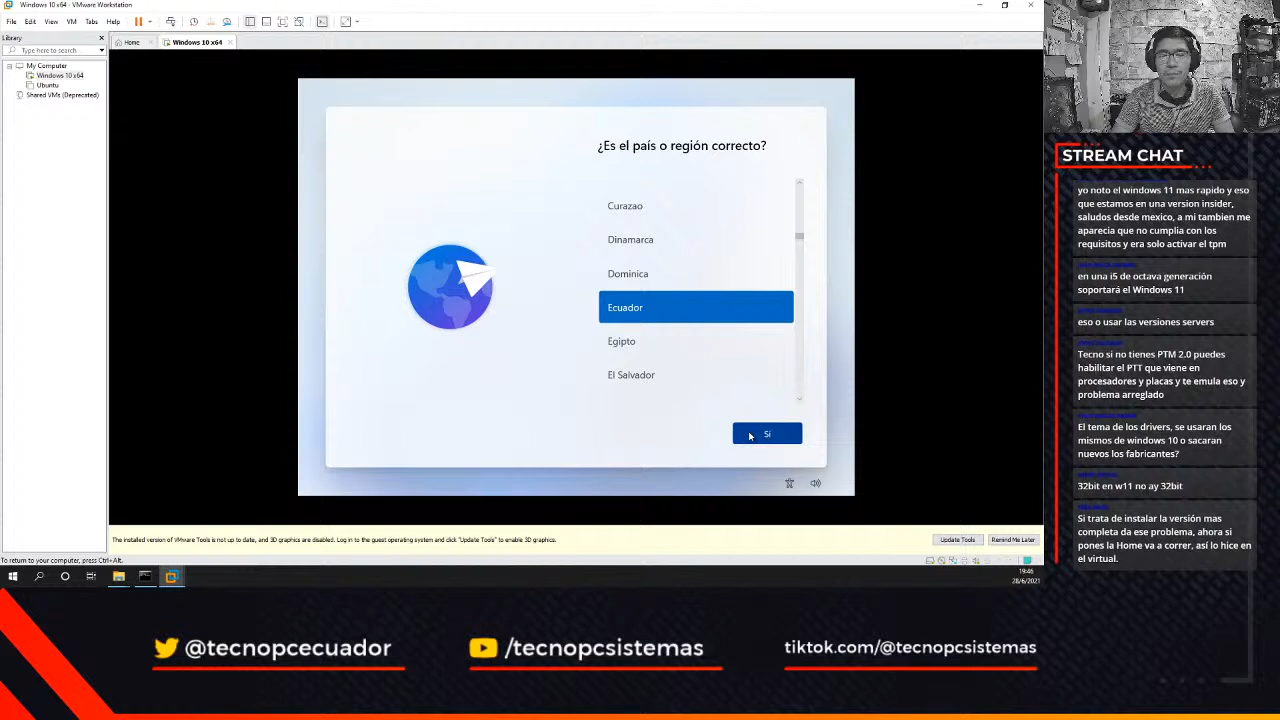 Windows 10 x64 - VMware Workstation
File Edit View VM Tabs Help
Library
Type here to search
My Computer
Windows 10 x64
Ubuntu
Shared VMs (Deprecated)
Home
Windows 10 x64
¿Es el país o región correcto?
Curazao
Dinamarca
Dominica
Ecuador
Egipto
El Salvador
Sí
The installed version of VMware Tools is not up to date, and 3D graphics are disabled. Log in to the guest operating system and click "Update Tools" to enable 3D graphics.
Update Tools
Remind Me Later
To return to your computer, press Ctrl+Alt.
19:46
28/6/2021
STREAM CHAT
yo noto el windows 11 mas rapido y eso
que estamos en una version insider,
saludos desde mexico, a mi tambien me
aparecia que no cumplia con los
requisitos y era solo activar el tpm
en una i5 de octava generación
soportará el Windows 11
eso o usar las versiones servers
Tecno si no tienes PTM 2.0 puedes
habilitar el PTT que viene en
procesadores y placas y te emula eso y
problema arreglado
El tema de los drivers, se usaran los
mismos de windows 10 o sacaran
nuevos los fabricantes?
32bit en w11 no ay 32bit
Si trata de instalar la versión mas
completa da ese problema, ahora si
pones la Home va a correr, así lo hice en
el virtual.
@tecnopcecuador
/tecnopcsistemas
tiktok.com/@tecnopcsistemas